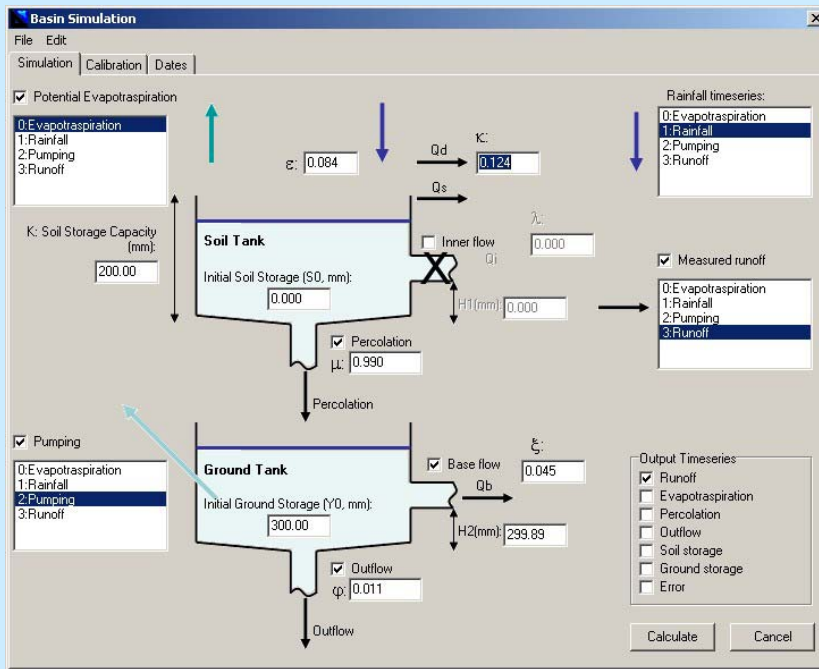 Basin Simulation
File Edit
Simulation Calibration Dates
Potential Evapotraspiration
0:Evapotraspiration
1:Rainfall
2:Pumping
3:Runoff
ε: 0.084
Qd
κ:
0.124
Qs
Rainfall timeseries:
0:Evapotraspiration
1:Rainfall
2:Pumping
3:Runoff
K: Soil Storage Capacity
(mm):
200.00
Soil Tank
Initial Soil Storage (S0, mm):
0.000
Inner flow
Qi
λ:
0.000
H1(mm): 0.000
Measured runoff
0:Evapotraspiration
1:Rainfall
2:Pumping
3:Runoff
Percolation
μ: 0.990
Percolation
Pumping
0:Evapotraspiration
1:Rainfall
2:Pumping
3:Runoff
Ground Tank
Initial Ground Storage (Y0, mm):
300.00
Base flow
Qb
ξ:
0.045
H2(mm): 299.89
Outflow
φ: 0.011
Outflow
Output Timeseries
Runoff
Evapotraspiration
Percolation
Outflow
Soil storage
Ground storage
Error
Calculate Cancel